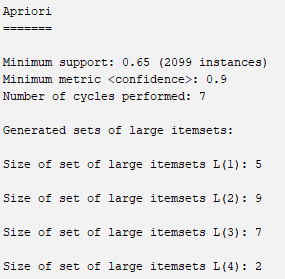 Apriori
=======
Minimum support: 0.65 (2099 instances)
Minimum metric <confidence>: 0.9
Number of cycles performed: 7
Generated sets of large itemsets:
Size of set of large itemsets L(1): 5
Size of set of large itemsets L(2): 9
Size of set of large itemsets L(3): 7
Size of set of large itemsets L(4): 2